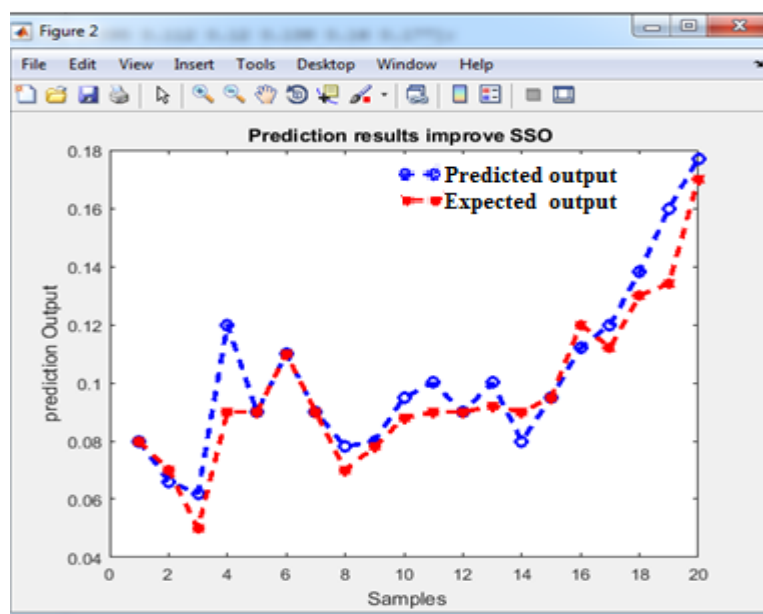 Figure 2
File Edit View Insert Tools Desktop Window Help
Prediction results improve SSO
Predicted output
Expected output
prediction Output
0.18
0.16
0.14
0.12
0.1
0.08
0.06
0.04
0 2 4 6 8 10 12 14 16 18 20
Samples